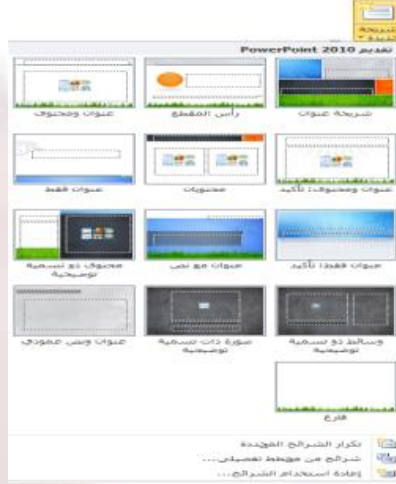 شريحة
جديدة
تقديم PowerPoint 2010
شريحة عنوان
رأس المقطع
عنوان ومحتوى
عنوان ومحتوى: تأكيد
محتويات
عنوان فقط
عنوان فقط: تأكيد
عنوان مع نص
محتوى ذو تسمية
توضيحية
وسائط ذو تسمية
توضيحية
صورة ذات تسمية
توضيحية
عنوان ونص عمودي
فارغ
تكرار الشرائح المحددة
شرائح من مخطط تفصيلي...
إعادة استخدام الشرائح...